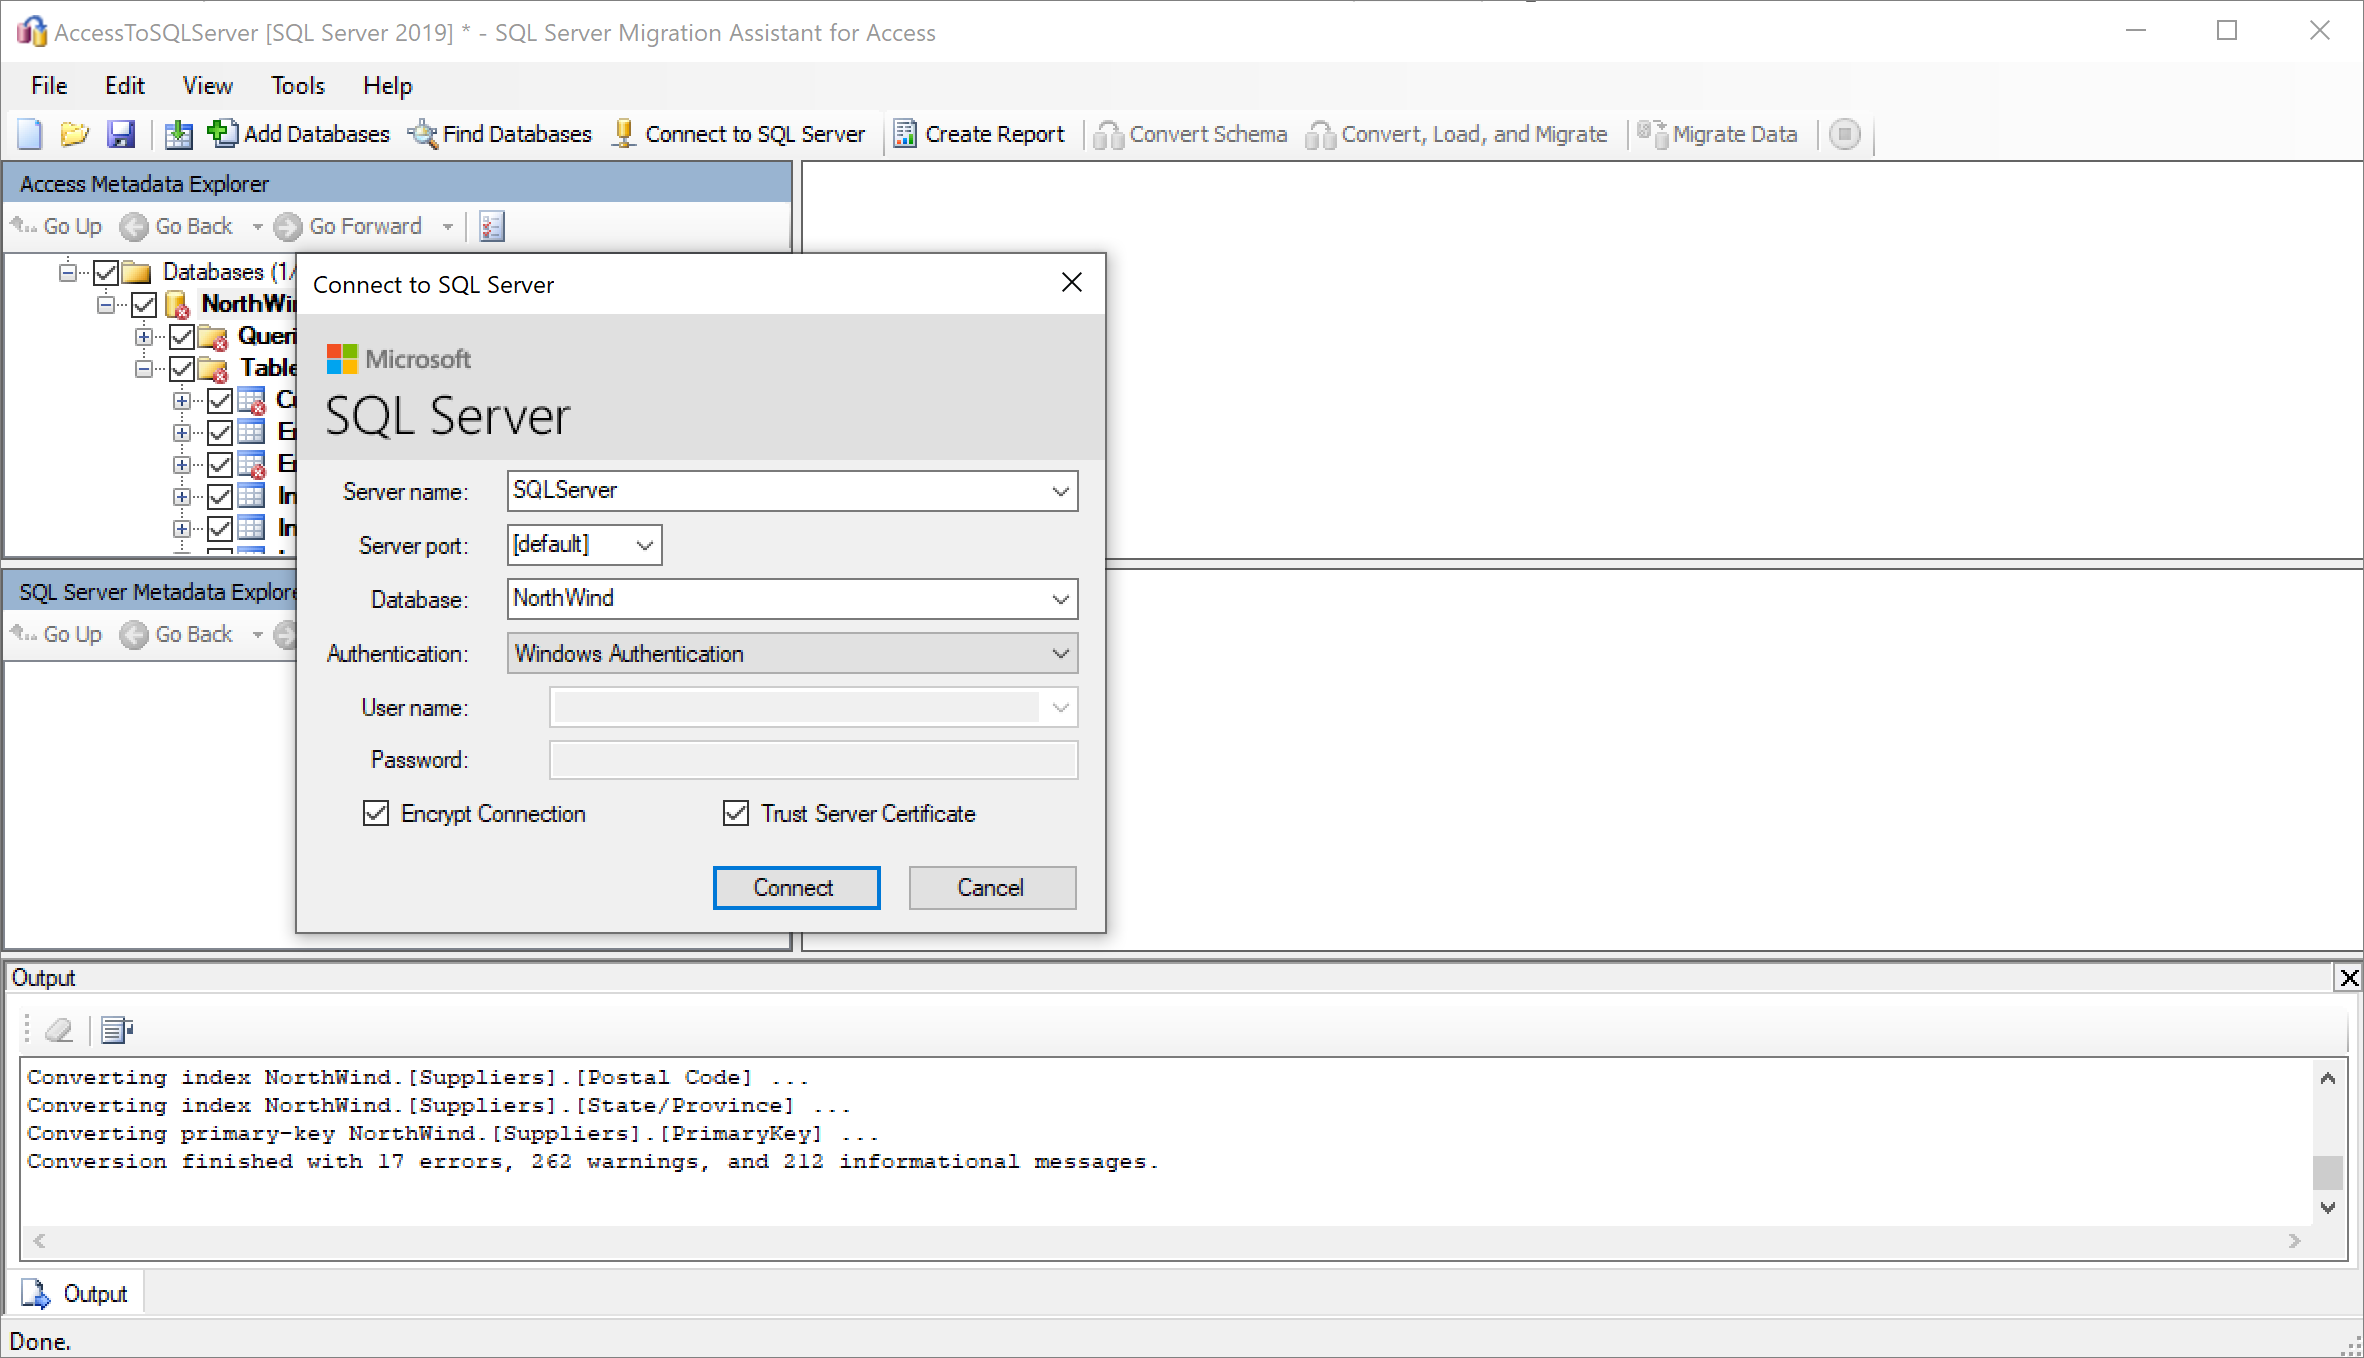 AccessToSQLServer [SQL Server 2019] * - SQL Server Migration Assistant for Access
File Edit View Tools Help
Add Databases Find Databases Connect to SQL Server Create Report Convert Schema Convert, Load, and Migrate Migrate Data
Access Metadata Explorer
Go Up Go Back Go Forward
Databases (1/
NorthWi
Queri
Table
C
E
E
In
In
Connect to SQL Server
Microsoft
SQL Server
Server name: SQLServer
Server port: [default]
Database: NorthWind
Authentication: Windows Authentication
User name:
Password:
Encrypt Connection Trust Server Certificate
Connect Cancel
SQL Server Metadata Explore
Go Up Go Back
Output
Converting index NorthWind.[Suppliers].[Postal Code] ...
Converting index NorthWind.[Suppliers].[State/Province] ...
Converting primary-key NorthWind.[Suppliers].[PrimaryKey] ...
Conversion finished with 17 errors, 262 warnings, and 212 informational messages.
Output
Done.